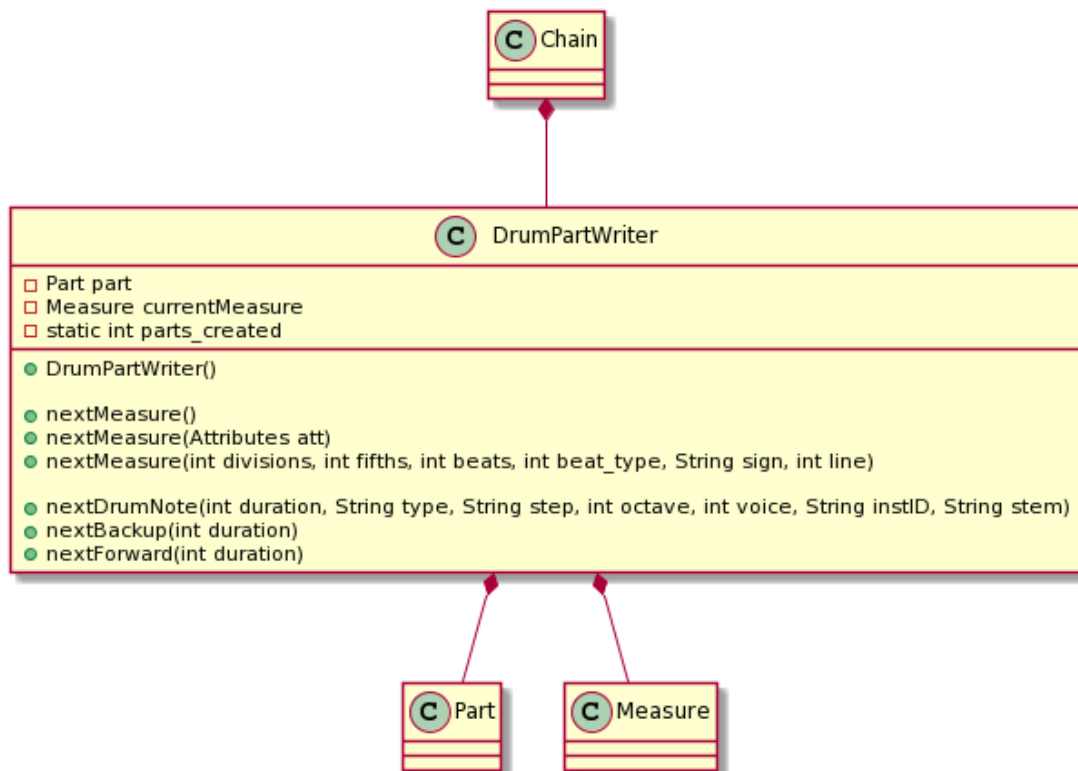 C Chain
C DrumPartWriter
Part part
Measure currentMeasure
static int parts_created
DrumPartWriter()
nextMeasure()
nextMeasure(Attributes att)
nextMeasure(int divisions, int fifths, int beats, int beat_type, String sign, int line)
nextDrumNote(int duration, String type, String step, int octave, int voice, String instID, String stem)
nextBackup(int duration)
nextForward(int duration)
C Part
C Measure